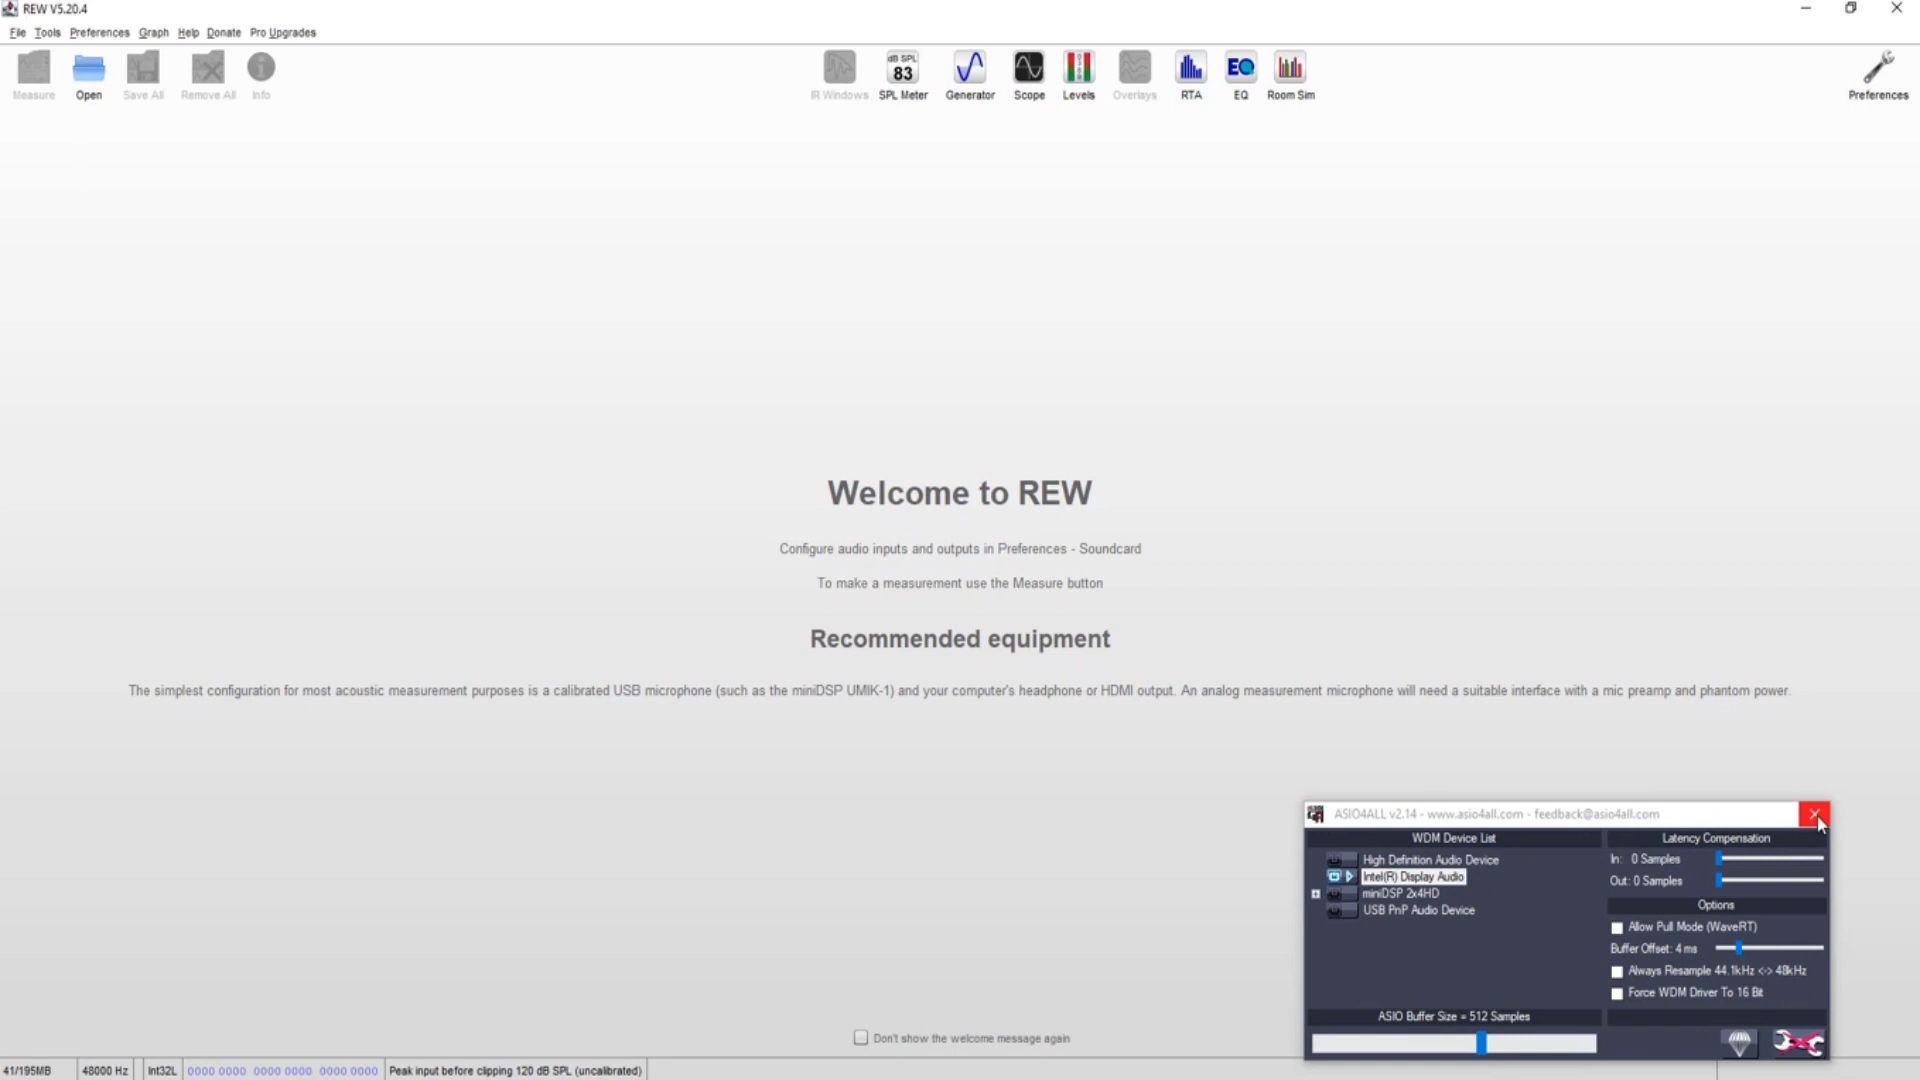 REW V5.20.4
File Tools Preferences Graph Help Donate Pro Upgrades
Measure Open Save All Remove All Info IR Windows dB SPL 83 SPL Meter Generator Scope Levels Overlays RTA EQ EQ Room Sim Preferences
Welcome to REW
Configure audio inputs and outputs in Preferences - Soundcard
To make a measurement use the Measure button
Recommended equipment
The simplest configuration for most acoustic measurement purposes is a calibrated USB microphone (such as the miniDSP UMIK-1) and your computer's headphone or HDMI output. An analog measurement microphone will need a suitable interface with a mic preamp and phantom power.
ASIO4ALL v2.14 - www.asio4all.com - feedback@asio4all.com
WDM Device List
High Definition Audio Device
Intel(R) Display Audio
miniDSP 2x4HD
USB PnP Audio Device
Latency Compensation
In: 0 Samples
Out: 0 Samples
Options
Allow Pull Mode (WaveRT)
Buffer Offset: 4 ms
Always Resample 44.1kHz <-> 48kHz
Force WDM Driver To 16 Bit
ASIO Buffer Size = 512 Samples
Don't show the welcome message again
41/195MB 48000 Hz Int32L 0000 0000 0000 0000 0000 0000 Peak input before clipping 120 dB SPL (uncalibrated)